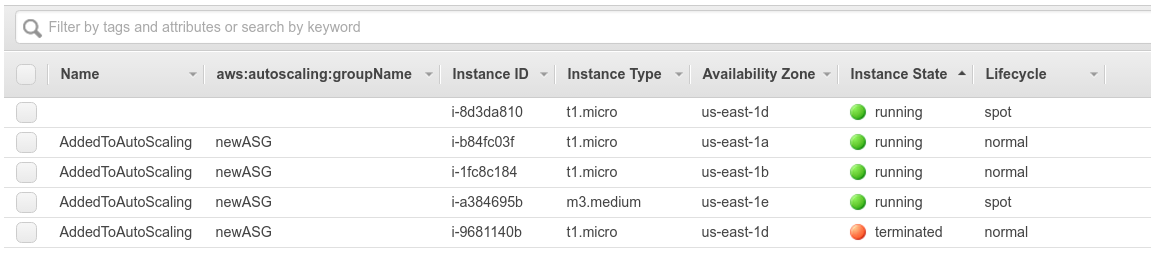 Filter by tags and attributes or search by keyword
Name aws:autoscaling:groupName Instance ID Instance Type Availability Zone Instance State Lifecycle
i-8d3da810 t1.micro us-east-1d running spot
AddedToAutoScaling newASG i-b84fc03f t1.micro us-east-1a running normal
AddedToAutoScaling newASG i-1fc8c184 t1.micro us-east-1b running normal
AddedToAutoScaling newASG i-a384695b m3.medium us-east-1e running spot
AddedToAutoScaling newASG i-9681140b t1.micro us-east-1d terminated normal